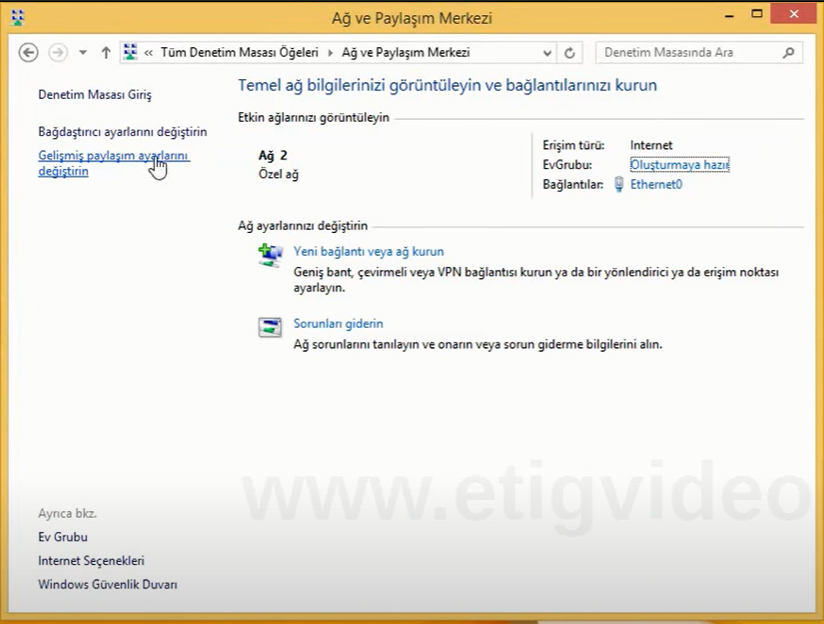 Ağ ve Paylaşım Merkezi
« Tüm Denetim Masası Öğeleri Ağ ve Paylaşım Merkezi
Denetim Masasında Ara
Denetim Masası Giriş
Bağdaştırıcı ayarlarını değiştirin
Gelişmiş paylaşım ayarlarını
değiştirin
Temel ağ bilgilerinizi görüntüleyin ve bağlantılarınızı kurun
Etkin ağlarınızı görüntüleyin
Ağ 2
Özel ağ
Erişim türü: Internet
EvGrubu: Oluşturmaya hazır
Bağlantılar: Ethernet0
Ağ ayarlarınızı değiştirin
Yeni bağlantı veya ağ kurun
Geniş bant, çevirmeli veya VPN bağlantısı kurun ya da bir yönlendirici ya da erişim noktası
ayarlayın.
Sorunları giderin
Ağ sorunlarını tanılayın ve onarın veya sorun giderme bilgilerini alın.
www.etigvideo
Ayrıca bkz.
Ev Grubu
Internet Seçenekleri
Windows Güvenlik Duvarı